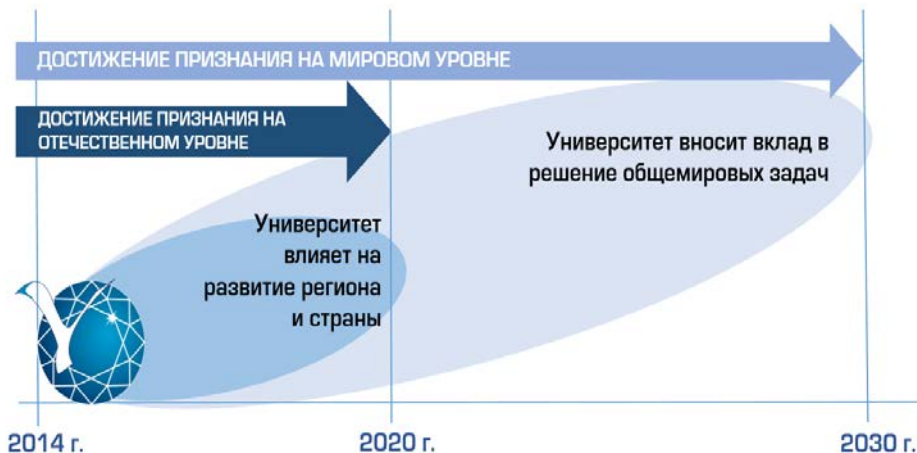 ДОСТИЖЕНИЕ ПРИЗНАНИЯ НА МИРОВОМ УРОВНЕ
ДОСТИЖЕНИЕ ПРИЗНАНИЯ НА
ОТЕЧЕСТВЕННОМ УРОВНЕ
Университет вносит вклад в
решение общемировых задач
Университет
влияет на
развитие региона
и страны
2014 г.
2020 г.
2030 г.